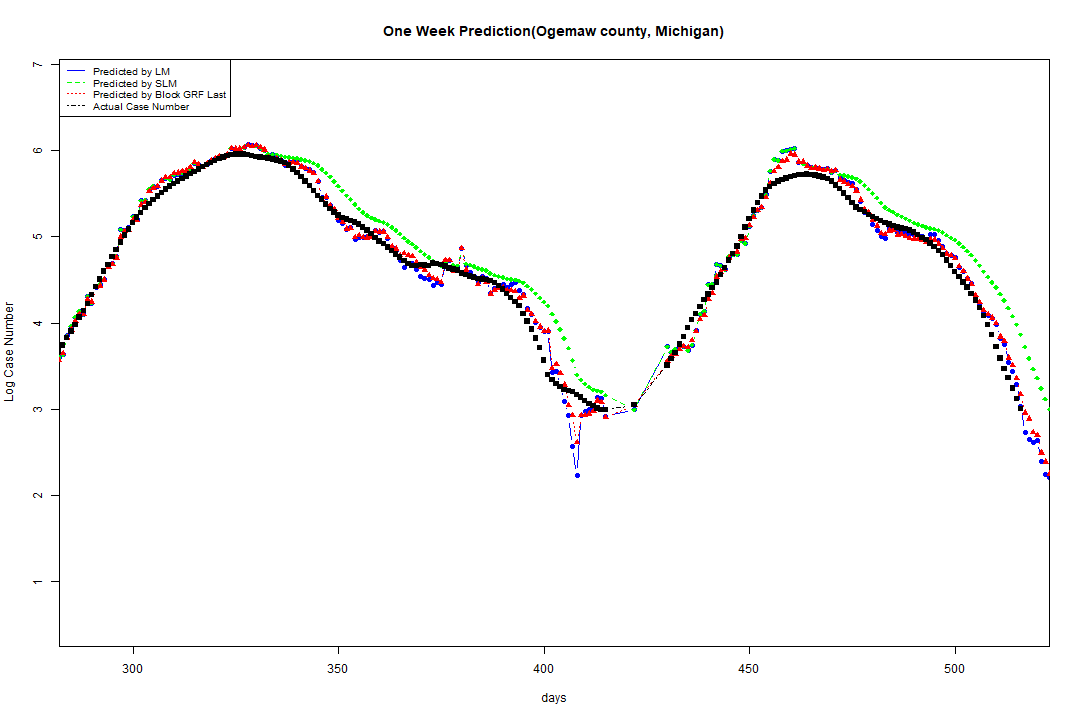 One Week Prediction(Ogemaw county, Michigan)
Predicted by LM
Predicted by SLM
Predicted by Block GRF Last
Actual Case Number
7
6
5
4
3
2
1
Log Case Number
300 350 400 450 500
days